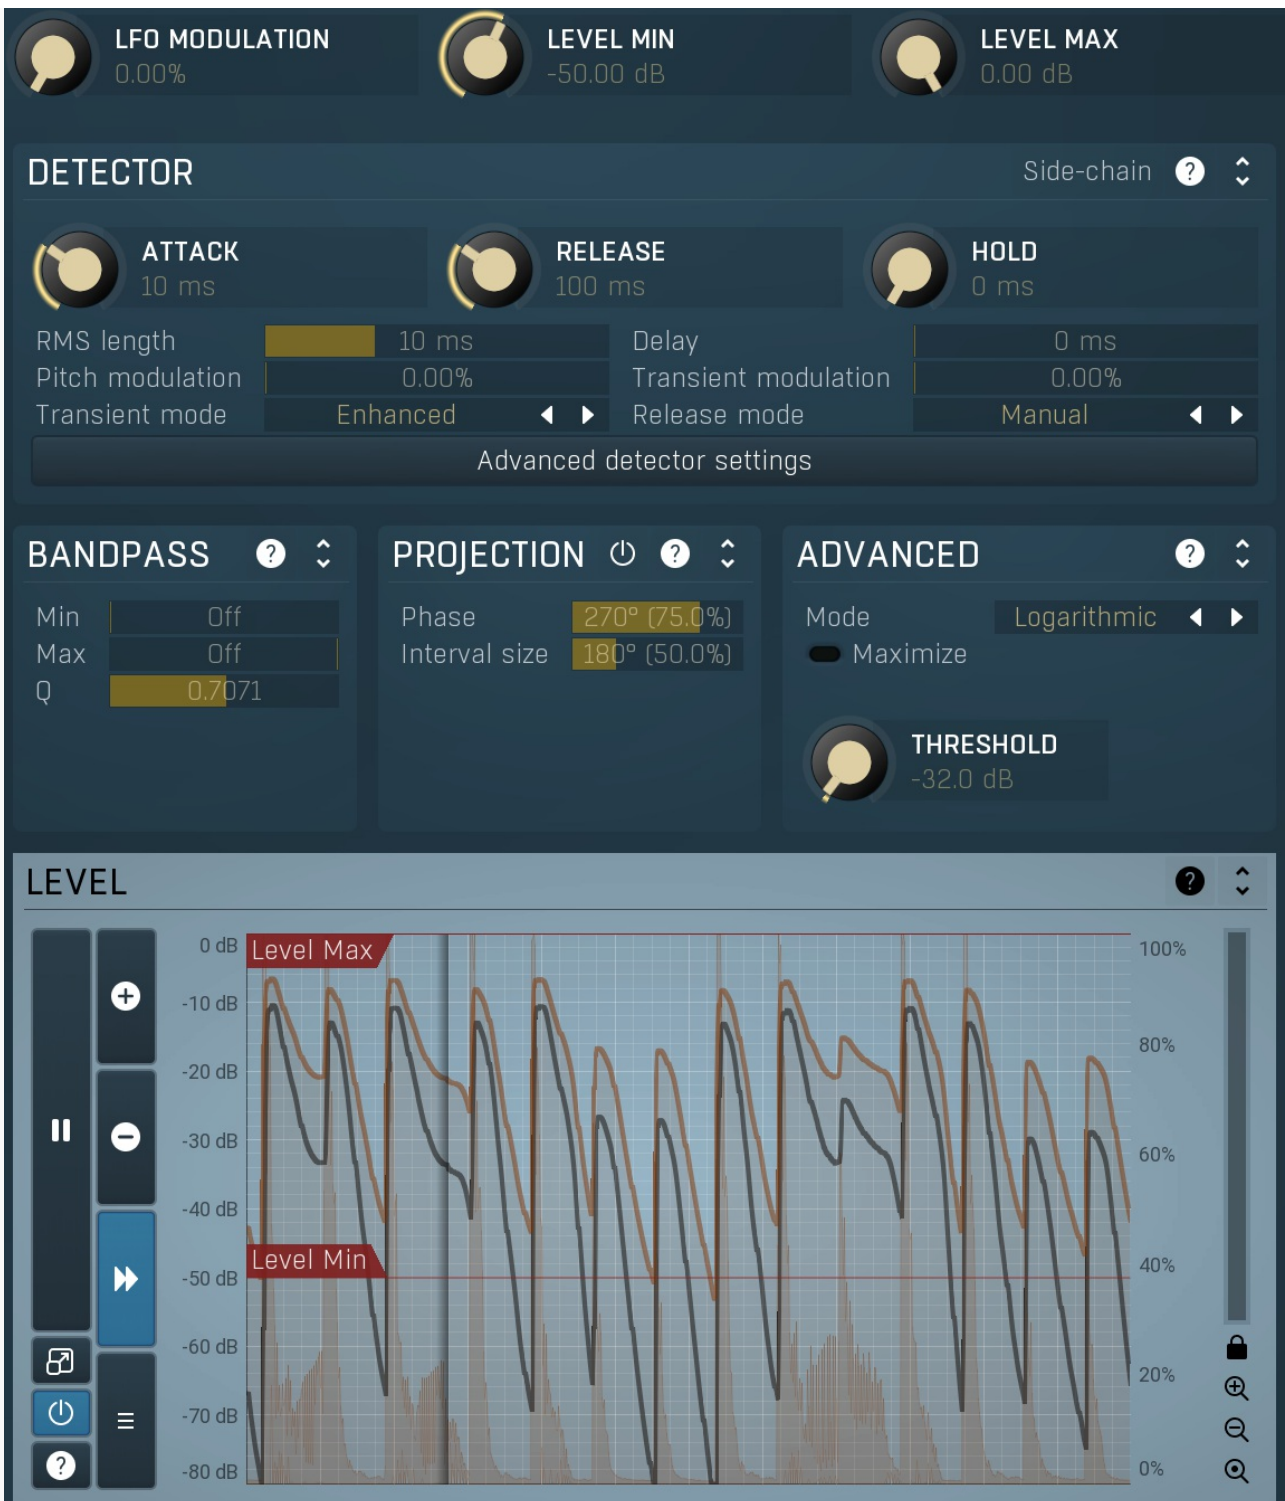 LFO MODULATION
0.00%
LEVEL MIN
-50.00 dB
LEVEL MAX
0.00 dB
DETECTOR
Side-chain ?
ATTACK
10 ms
RELEASE
100 ms
HOLD
0 ms
RMS length 10 ms
Delay 0 ms
Pitch modulation 0.00%
Transient modulation 0.00%
Transient mode Enhanced
Release mode Manual
Advanced detector settings
BANDPASS ?
Min Off
Max Off
Q 0.7071
PROJECTION ?
Phase 270° (75.0%)
Interval size 180° (50.0%)
ADVANCED ?
Mode Logarithmic
Maximize
THRESHOLD
-32.0 dB
LEVEL ?
0 dB
Level Max
100%
-10 dB
80%
-20 dB
-30 dB
60%
-40 dB
Level Min
-50 dB
40%
-60 dB
20%
-70 dB
-80 dB
0%
?